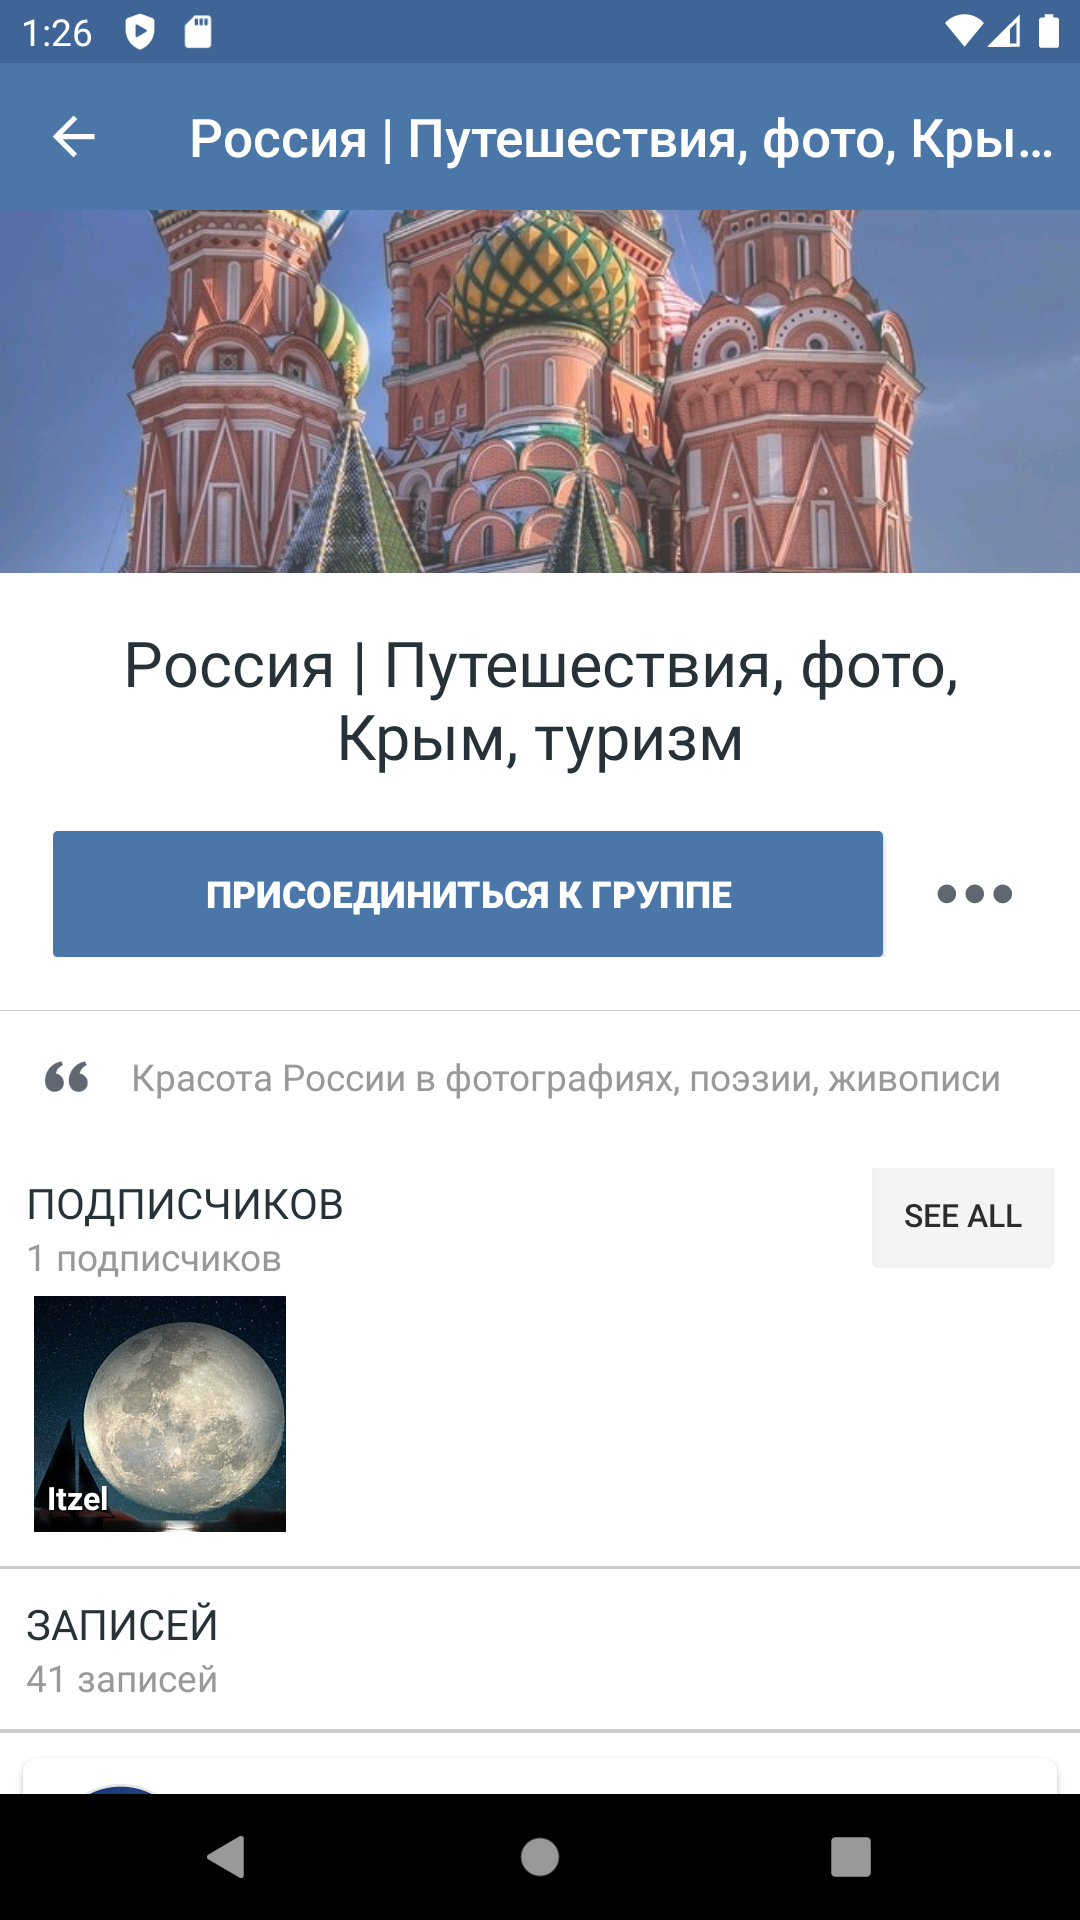 1:26
Россия | Путешествия, фото, Кры...
Россия | Путешествия, фото,
Крым, туризм
ПРИСОЕДИНИТЬСЯ К ГРУППЕ
Красота России в фотографиях, поэзии, живописи
ПОДПИСЧИКОВ
SEE ALL
1 подписчиков
Itzel
ЗАПИСЕЙ
41 записей